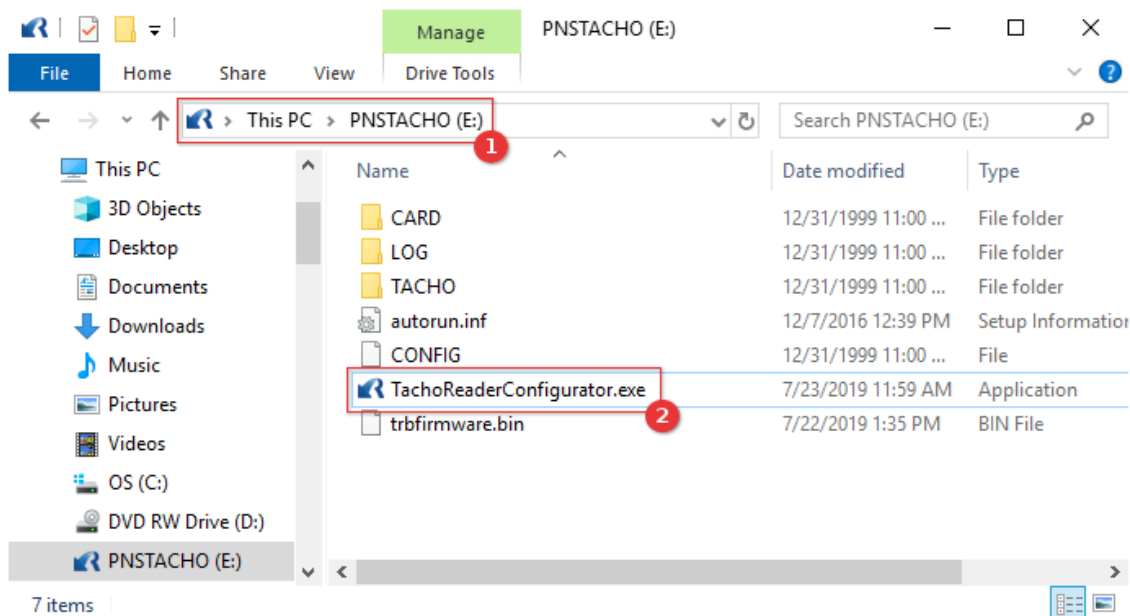 Manage PNSTACHO (E:)
File Home Share View Drive Tools
This PC > PNSTACHO (E:) Search PNSTACHO (E:)
1
This PC
3D Objects
Desktop
Documents
Downloads
Music
Pictures
Videos
OS (C:)
DVD RW Drive (D:)
PNSTACHO (E:)
Name Date modified Type
CARD 12/31/1999 11:00 ... File folder
LOG 12/31/1999 11:00 ... File folder
TACHO 12/31/1999 11:00 ... File folder
autorun.inf 12/7/2016 12:39 PM Setup Information
CONFIG 12/31/1999 11:00 ... File
TachoReaderConfigurator.exe 7/23/2019 11:59 AM Application
2
trbfirmware.bin 7/22/2019 1:35 PM BIN File
7 items